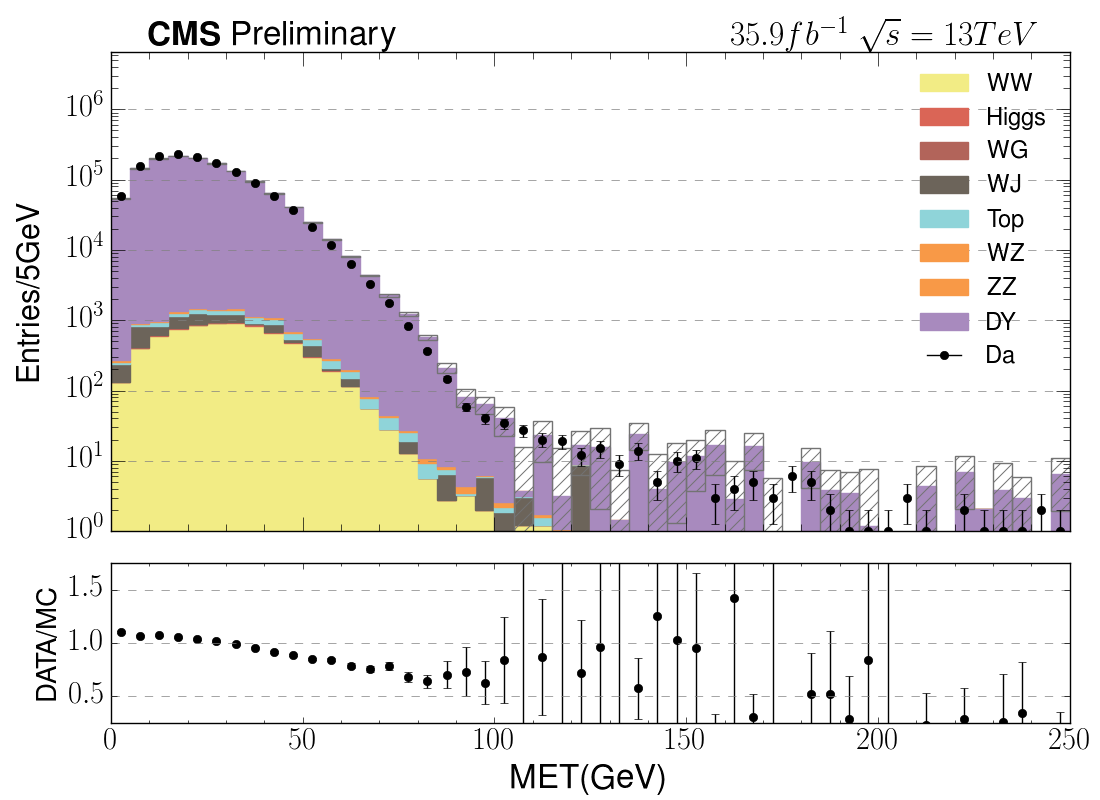 CMS Preliminary 35.9fb⁻¹ √s = 13TeV
Entries/5GeV
10⁶
10⁵
10⁴
10³
10²
10¹
10⁰
WW
Higgs
WG
WJ
Top
WZ
ZZ
DY
Da
DATA/MC
1.5
1.0
0.5
0 50 100 150 200 250
MET(GeV)